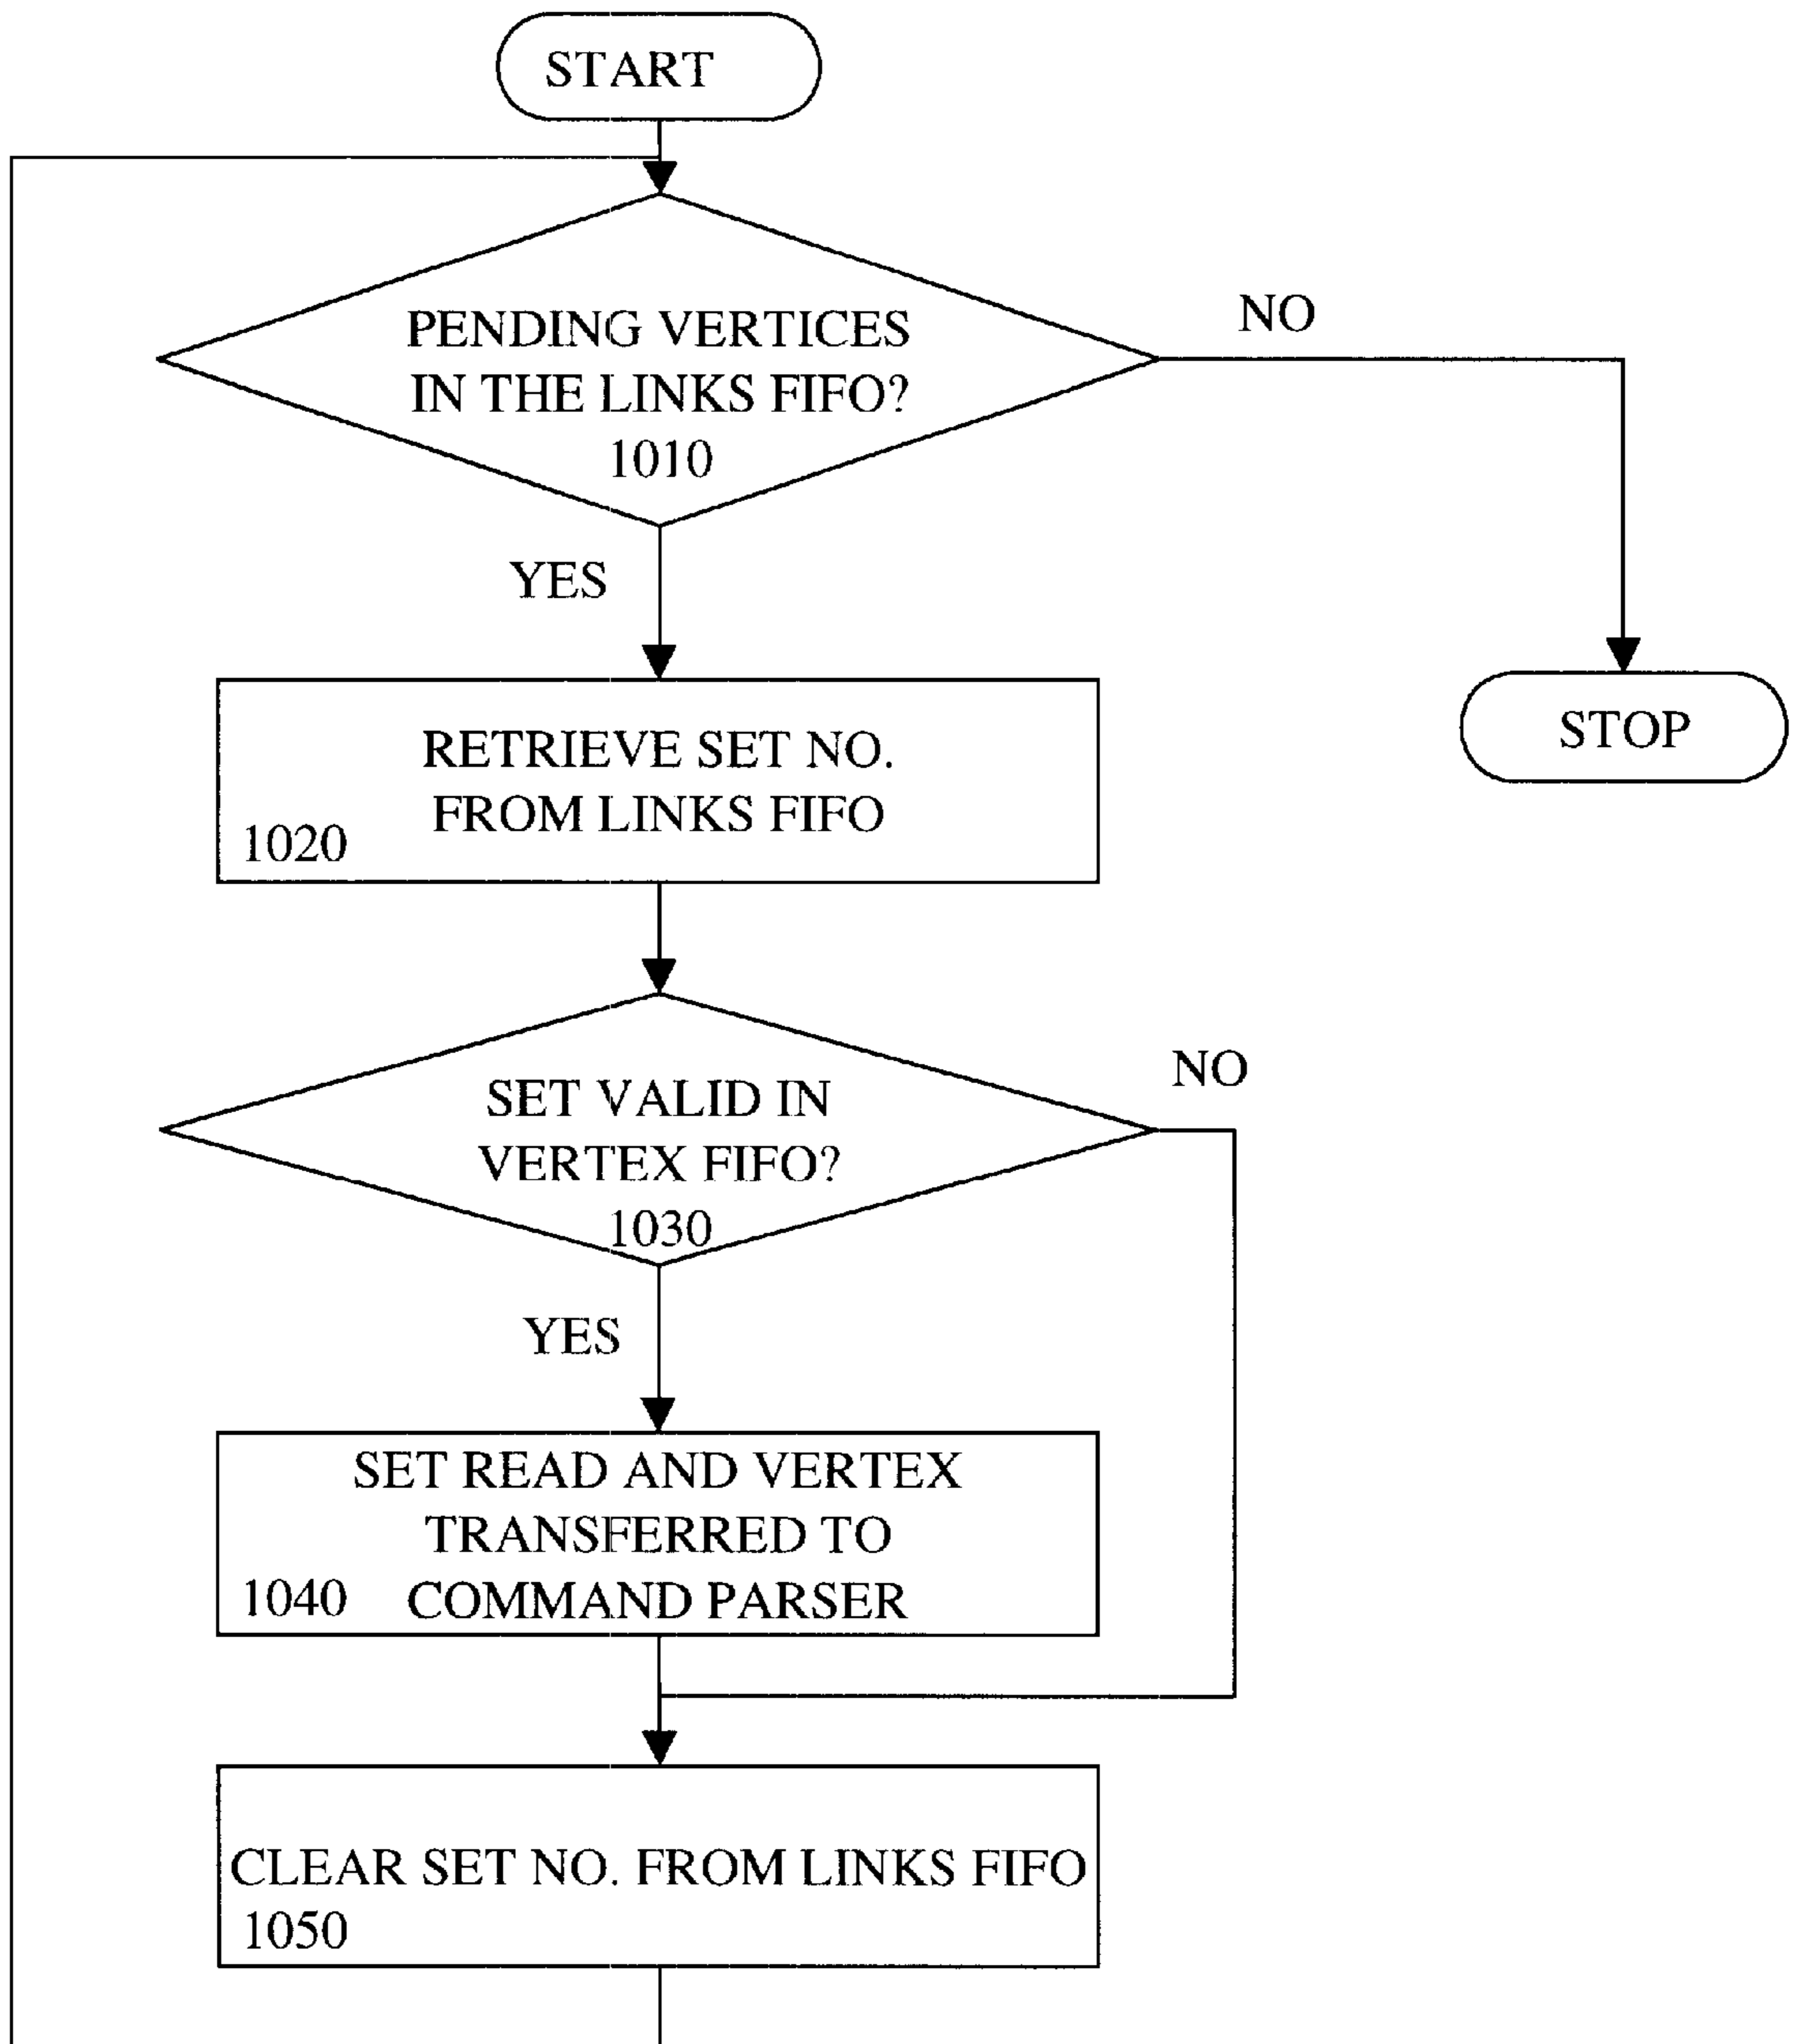 START
PENDING VERTICES
IN THE LINKS FIFO?
1010
NO
YES
RETRIEVE SET NO.
FROM LINKS FIFO
1020
STOP
SET VALID IN
VERTEX FIFO?
1030
NO
YES
SET READ AND VERTEX
TRANSFERRED TO
1040 COMMAND PARSER
CLEAR SET NO. FROM LINKS FIFO
1050